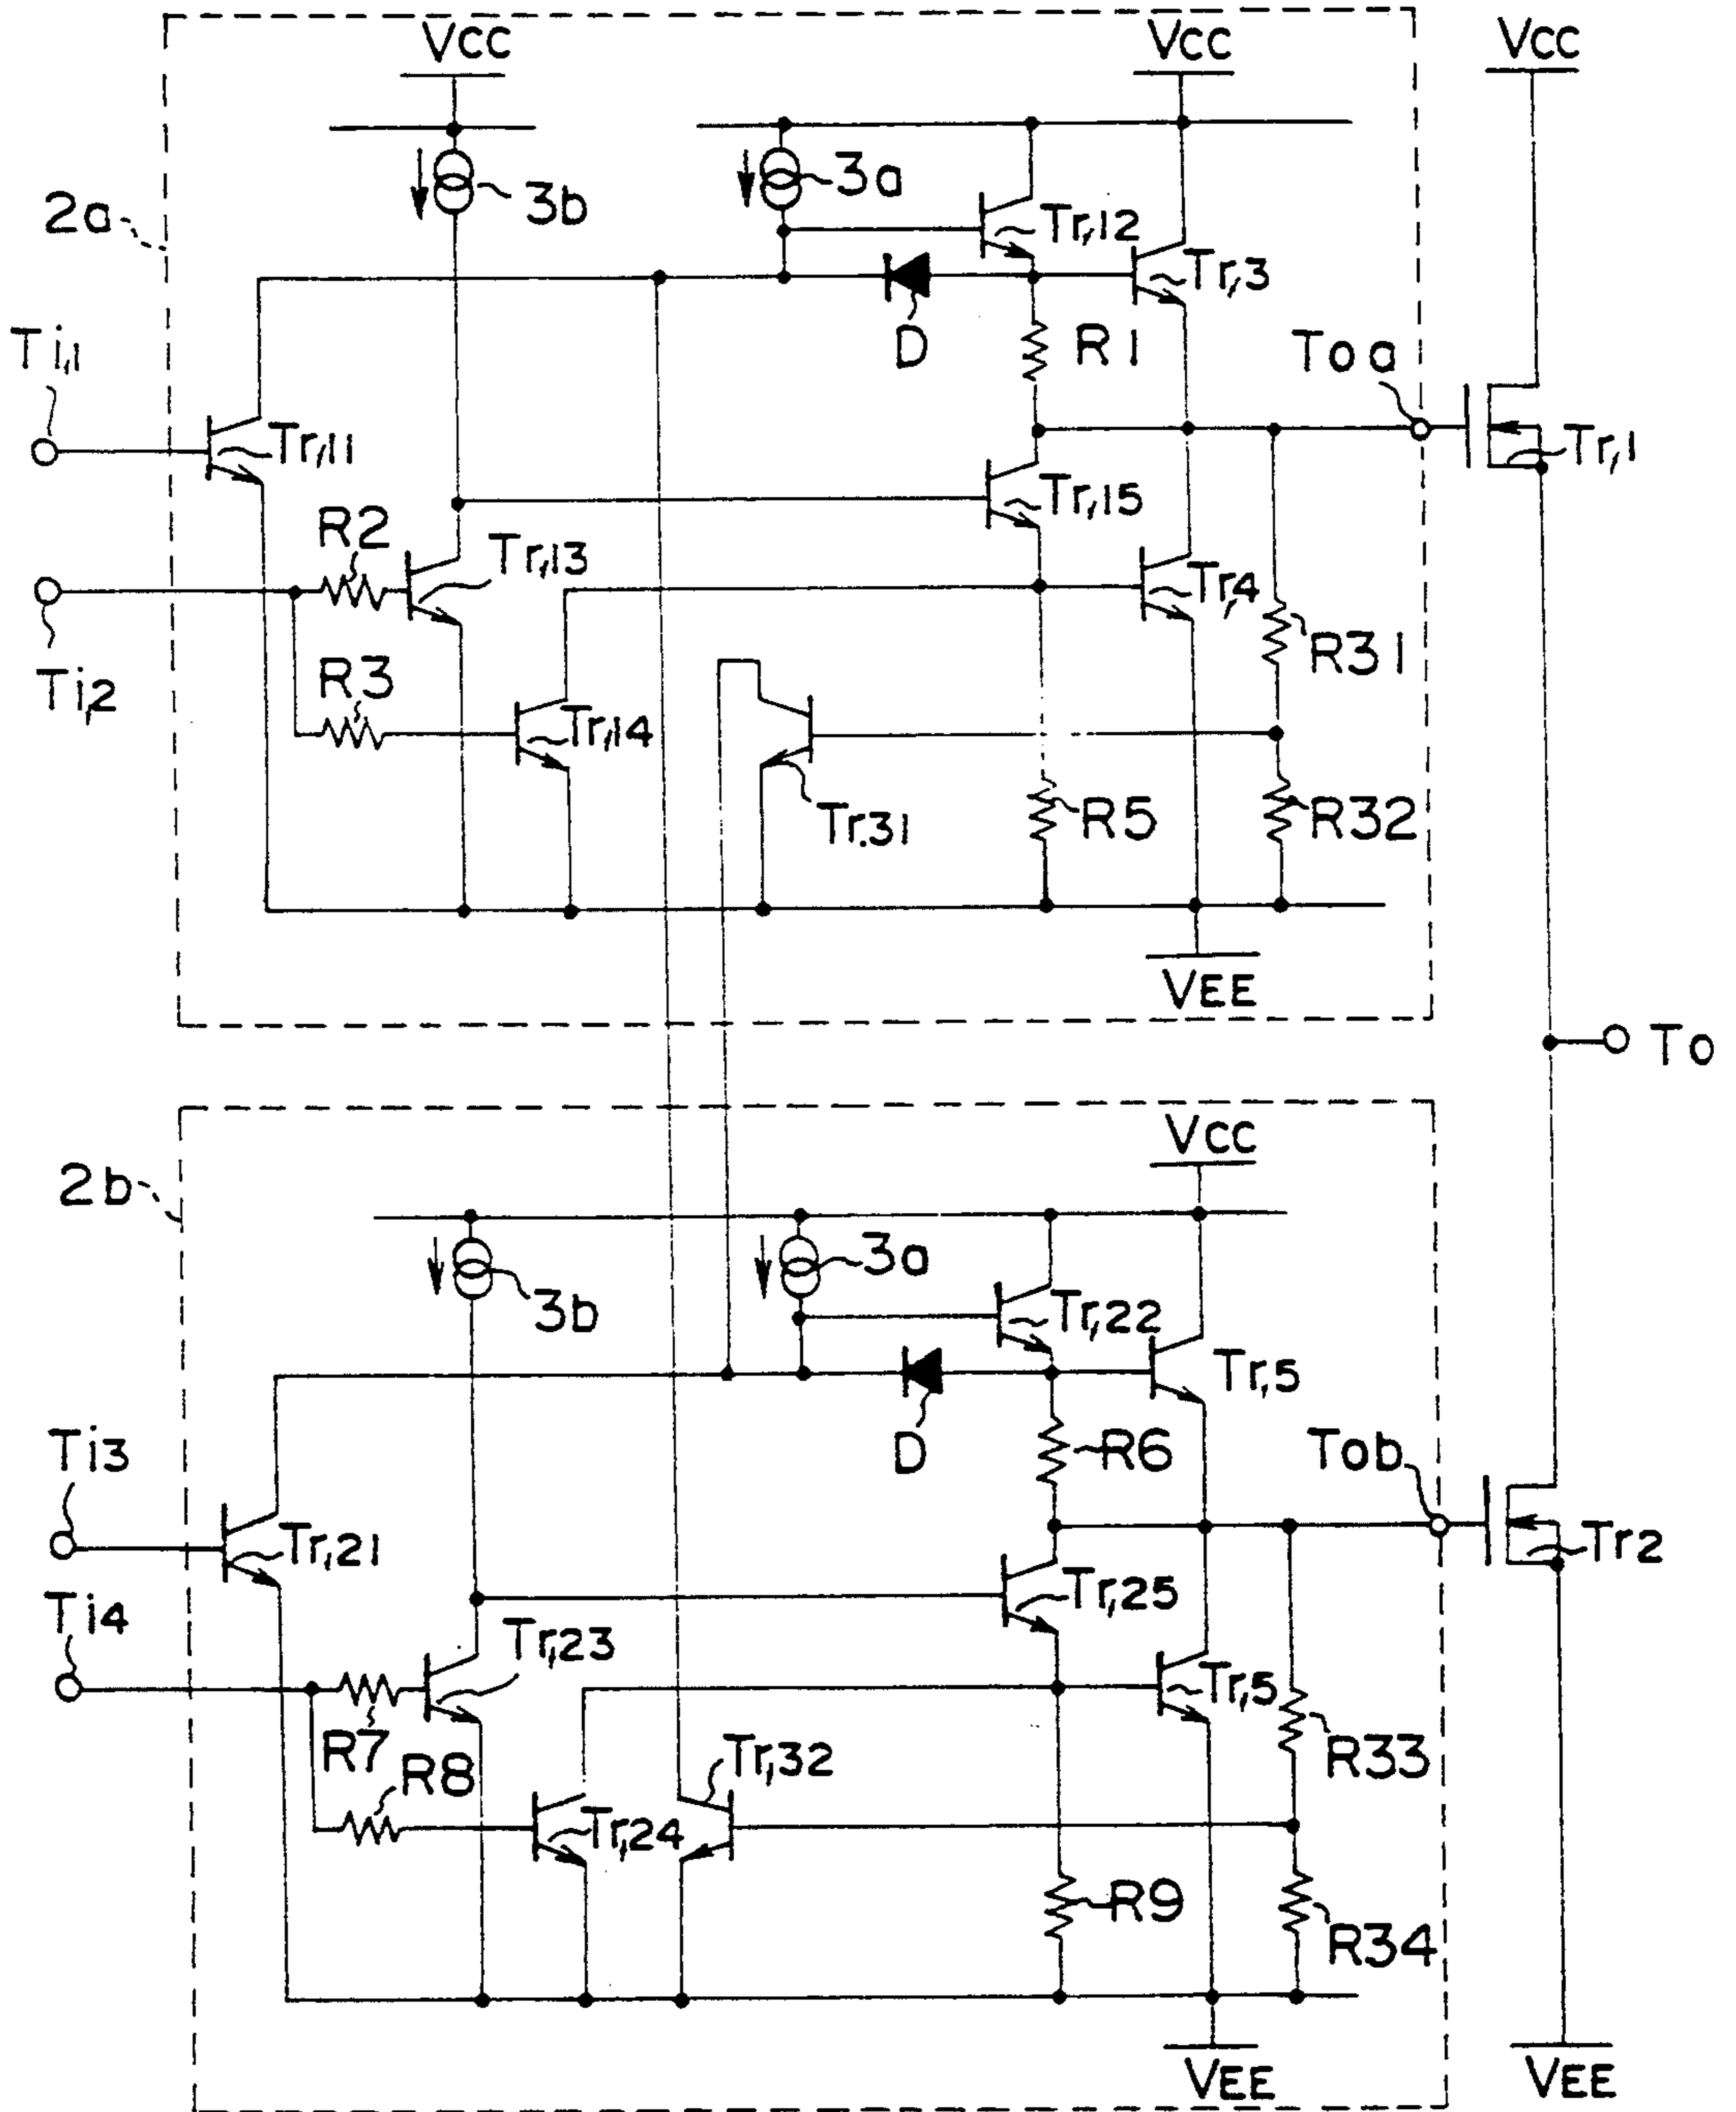 Vcc
Vcc
Vcc
3b
3a
2a
Tr,12
Tr,3
D
R1
Ti,1
Toa
Tr,11
Tr,1
Tr,15
R2
Tr,13
Tr,4
Ti,2
R3
R31
Tr,14
Tr.31
R5
R32
VEE
To
Vcc
2b
3b
3a
Tr,22
Tr,5
D
R6
Ti3
Tob
Tr,21
Tr2
Ti4
Tr,25
Tr,23
Tr,5
R7
R8
Tr,32
R33
Tr,24
R9
R34
VEE
VEE